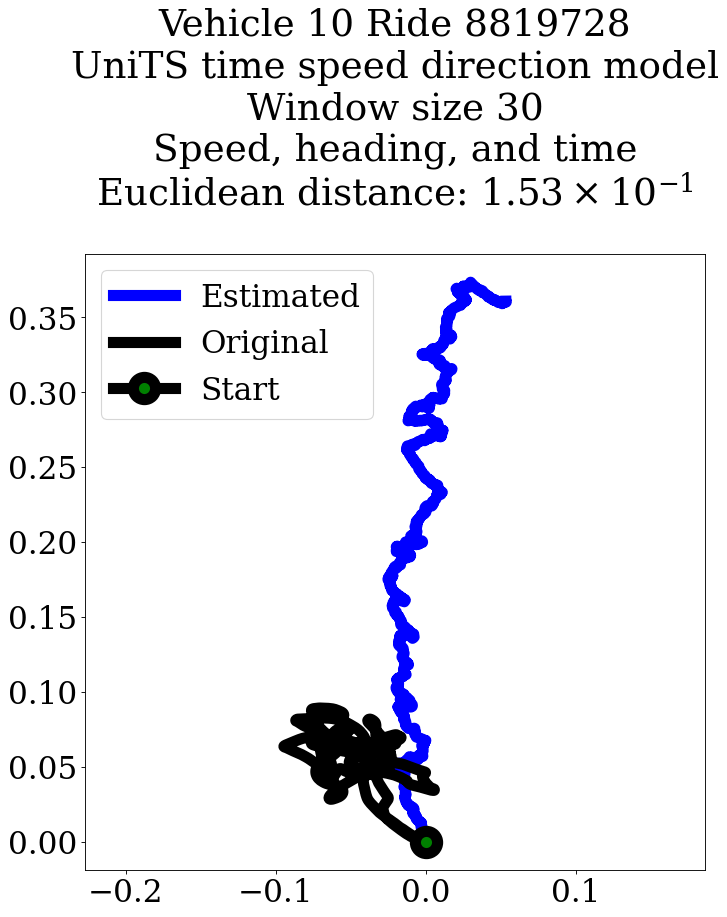 Vehicle 10 Ride 8819728
UniTS time speed direction model
Window size 30
Speed, heading, and time
Euclidean distance: 1.53 × 10⁻¹
Estimated
Original
Start
0.35
0.30
0.25
0.20
0.15
0.10
0.05
0.00
−0.2
−0.1
0.0
0.1